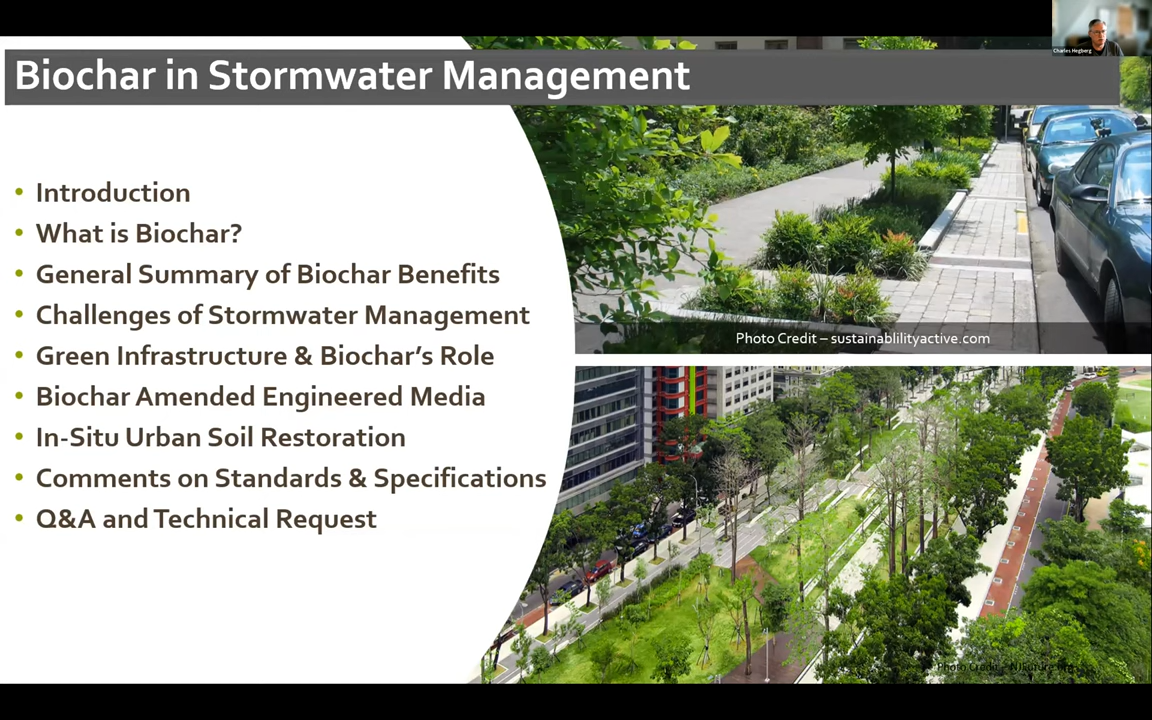 Charles Hegberg
Biochar in Stormwater Management
• Introduction
• What is Biochar?
• General Summary of Biochar Benefits
• Challenges of Stormwater Management
• Green Infrastructure & Biochar's Role
• Biochar Amended Engineered Media
• In-Situ Urban Soil Restoration
• Comments on Standards & Specifications
• Q&A and Technical Request
Photo Credit – sustainablilityactive.com
Photo Credit –